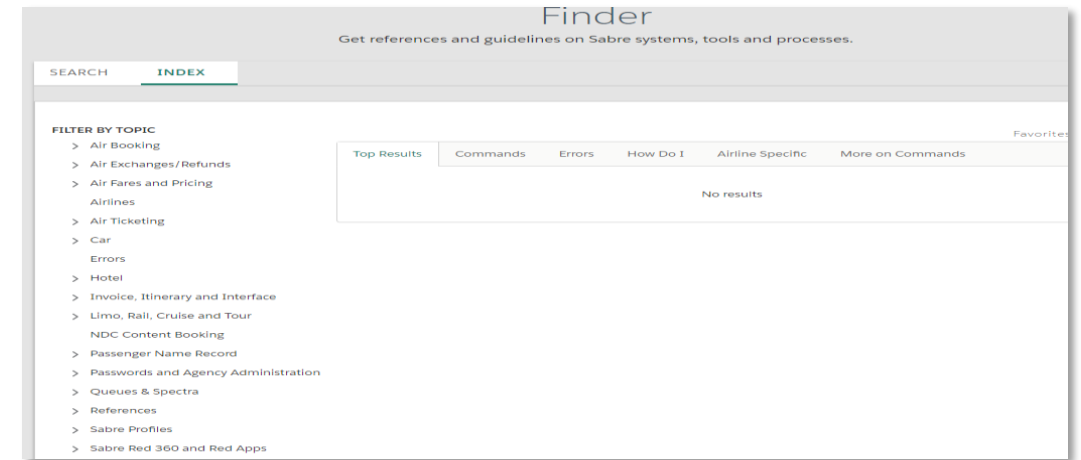 Finder
Get references and guidelines on Sabre systems, tools and processes.
SEARCH INDEX
FILTER BY TOPIC
Favorites
> Air Booking
> Air Exchanges/Refunds
> Air Fares and Pricing
Airlines
> Air Ticketing
> Car
Errors
> Hotel
> Invoice, Itinerary and Interface
> Limo, Rail, Cruise and Tour
NDC Content Booking
> Passenger Name Record
> Passwords and Agency Administration
> Queues & Spectra
> References
> Sabre Profiles
> Sabre Red 360 and Red Apps
Top Results Commands Errors How Do I Airline Specific More on Commands
No results